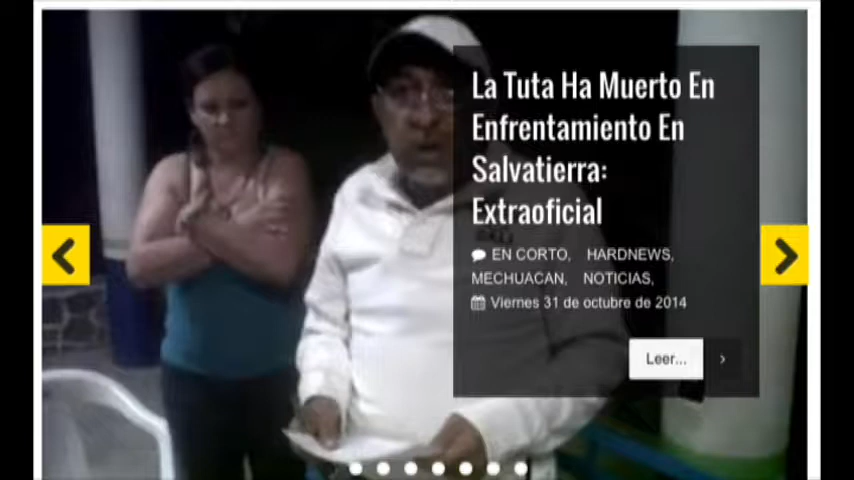 La Tuta Ha Muerto En
Enfrentamiento En
Salvatierra:
Extraoficial
EN CORTO, HARDNEWS,
MECHUACAN, NOTICIAS,
Viernes 31 de octubre de 2014
Leer...